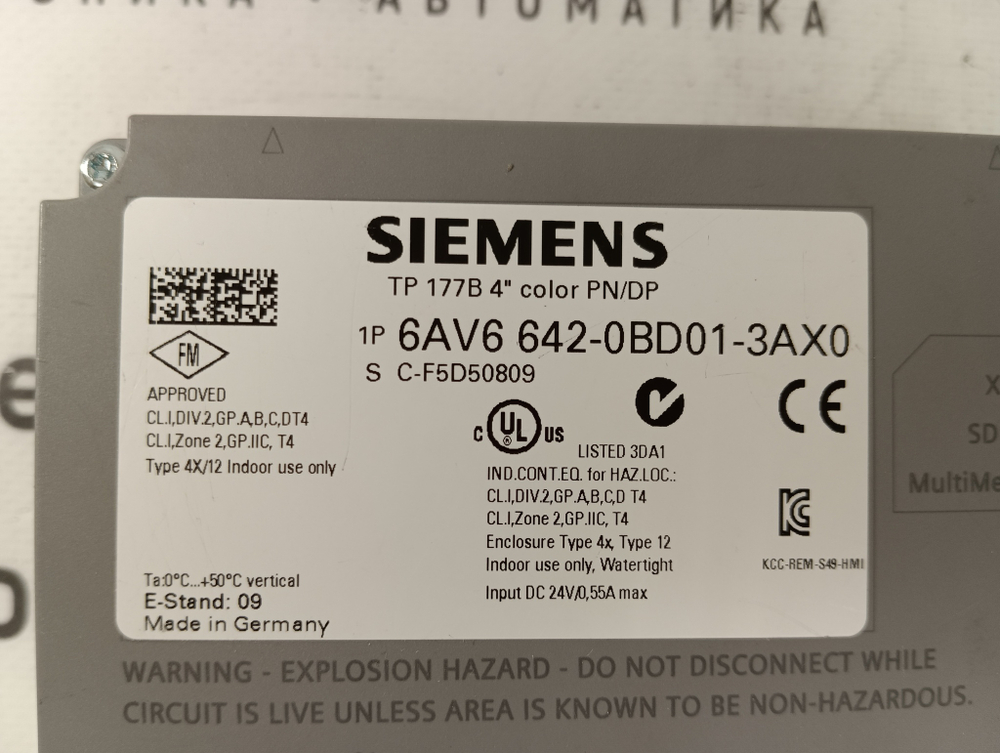 АВТОМАТИКА
SIEMENS
TP 177B 4" color PN/DP
1P 6AV6 642-0BD01-3AX0
S C-F5D50809
FM
APPROVED
CL.I,DIV.2,GP.A,B,C,DT4
CL.I,Zone 2,GP.IIC, T4
Type 4X/12 Indoor use only
C UL US
LISTED 3DA1
IND.CONT.EQ. for HAZ.LOC.:
CL.I,DIV.2,GP.A,B,C,D T4
CL.I,Zone 2,GP.IIC, T4
Enclosure Type 4x, Type 12
Indoor use only, Watertight
Input DC 24V/0,55A max
CE
KCC-REM-S49-HMI
Ta:0°C...+50°C vertical
E-Stand: 09
Made in Germany
SD
WARNING - EXPLOSION HAZARD - DO NOT DISCONNECT WHILE
CIRCUIT IS LIVE UNLESS AREA IS KNOWN TO BE NON-HAZARDOUS.